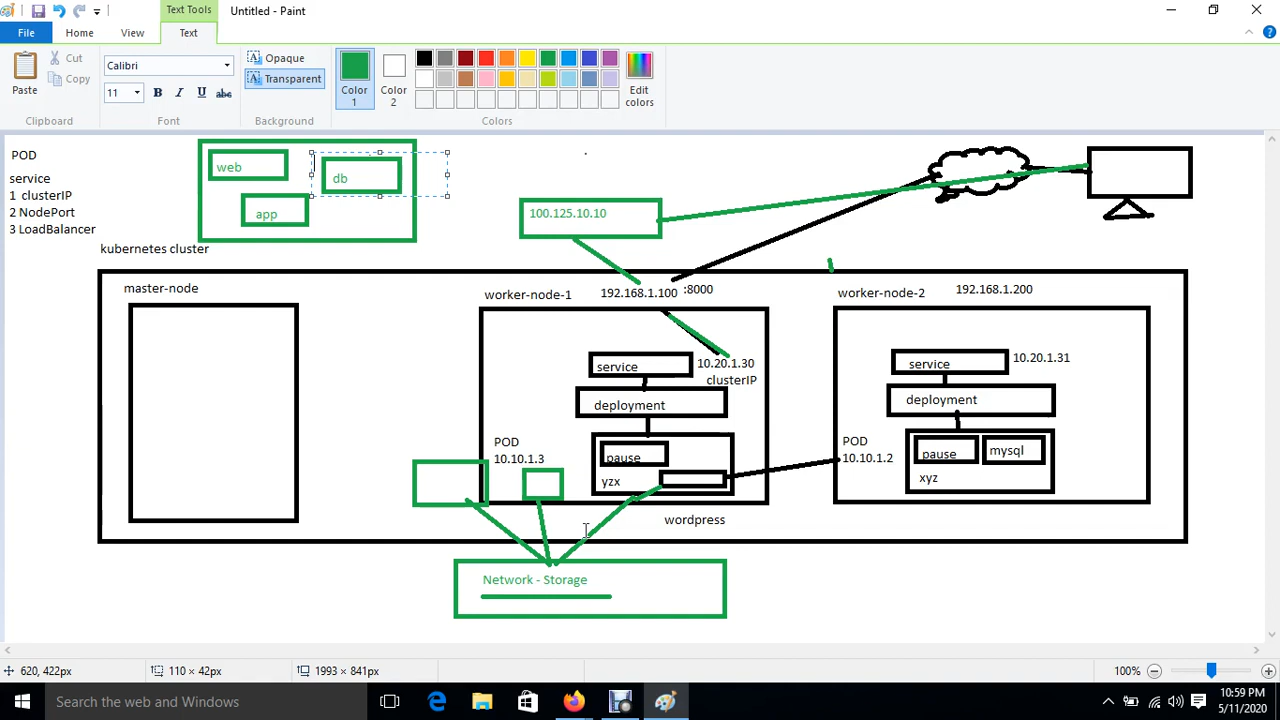 Text Tools
Untitled - Paint
File
Home
View
Text
Paste
Cut
Copy
Clipboard
Calibri
11
B I U abc
Font
Opaque
Transparent
Background
Color 1
Color 2
Edit colors
Colors
POD
service
1 clusterIP
2 NodePort
3 LoadBalancer
web
db
app
100.125.10.10
kubernetes cluster
master-node
worker-node-1
192.168.1.100
:8000
worker-node-2
192.168.1.200
service
10.20.1.30
clusterIP
deployment
POD
10.10.1.3
pause
yzx
wordpress
service
10.20.1.31
deployment
POD
10.10.1.2
pause
mysql
xyz
Network - Storage
620, 422px
110 × 42px
1993 × 841px
100%
Search the web and Windows
10:59 PM
5/11/2020